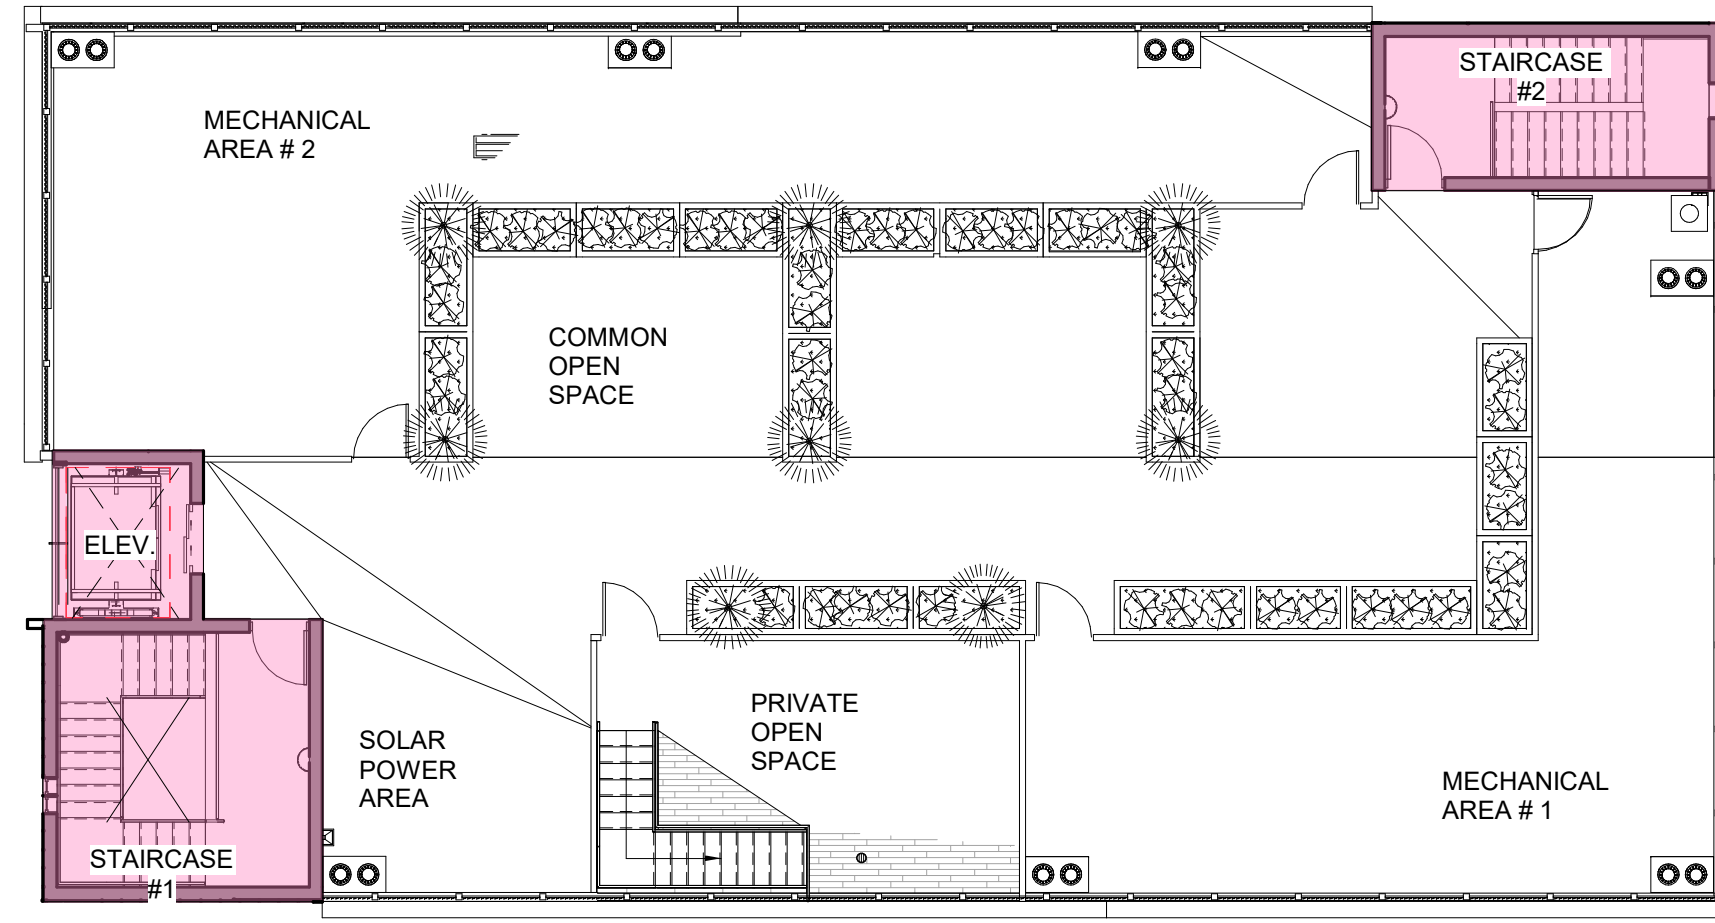 STAIRCASE
#2
MECHANICAL
AREA # 2
COMMON
OPEN
SPACE
ELEV.
PRIVATE
OPEN
SPACE
SOLAR
POWER
AREA
MECHANICAL
AREA # 1
STAIRCASE
#1